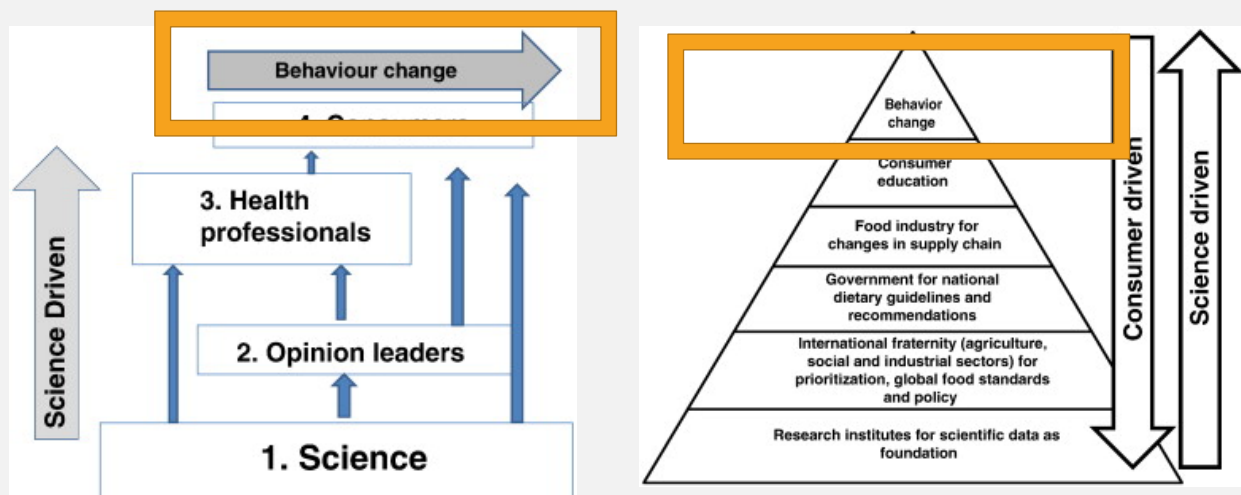 Behaviour change
4. Consumers
3. Health
professionals
2. Opinion leaders
1. Science
Science Driven
Behavior
change
Consumer
education
Food industry for
changes in supply chain
Government for national
dietary guidelines and
recommendations
International fraternity (agriculture,
social and industrial sectors) for
prioritization, global food standards
and policy
Research institutes for scientific data as
foundation
Consumer driven
Science driven